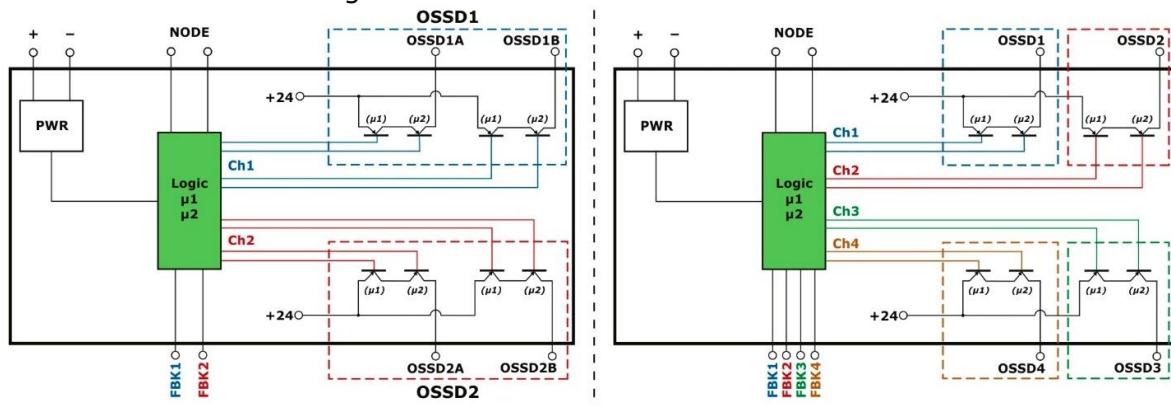 OSSD1
+ − NODE OSSD1A OSSD1B
+24
(μ1) (μ2) (μ1) (μ2)
PWR
Ch1
Logic
μ1
μ2
Ch2
(μ1) (μ2) (μ1) (μ2)
+24
FBK1 FBK2
OSSD2A OSSD2B
OSSD2
+ − NODE OSSD1 OSSD2
+24
(μ1) (μ2) (μ1) (μ2)
PWR
Ch1
Ch2
Logic
μ1
μ2
Ch3
Ch4
(μ1) (μ2) (μ1) (μ2)
+24
FBK1 FBK2 FBK3 FBK4
OSSD4 OSSD3